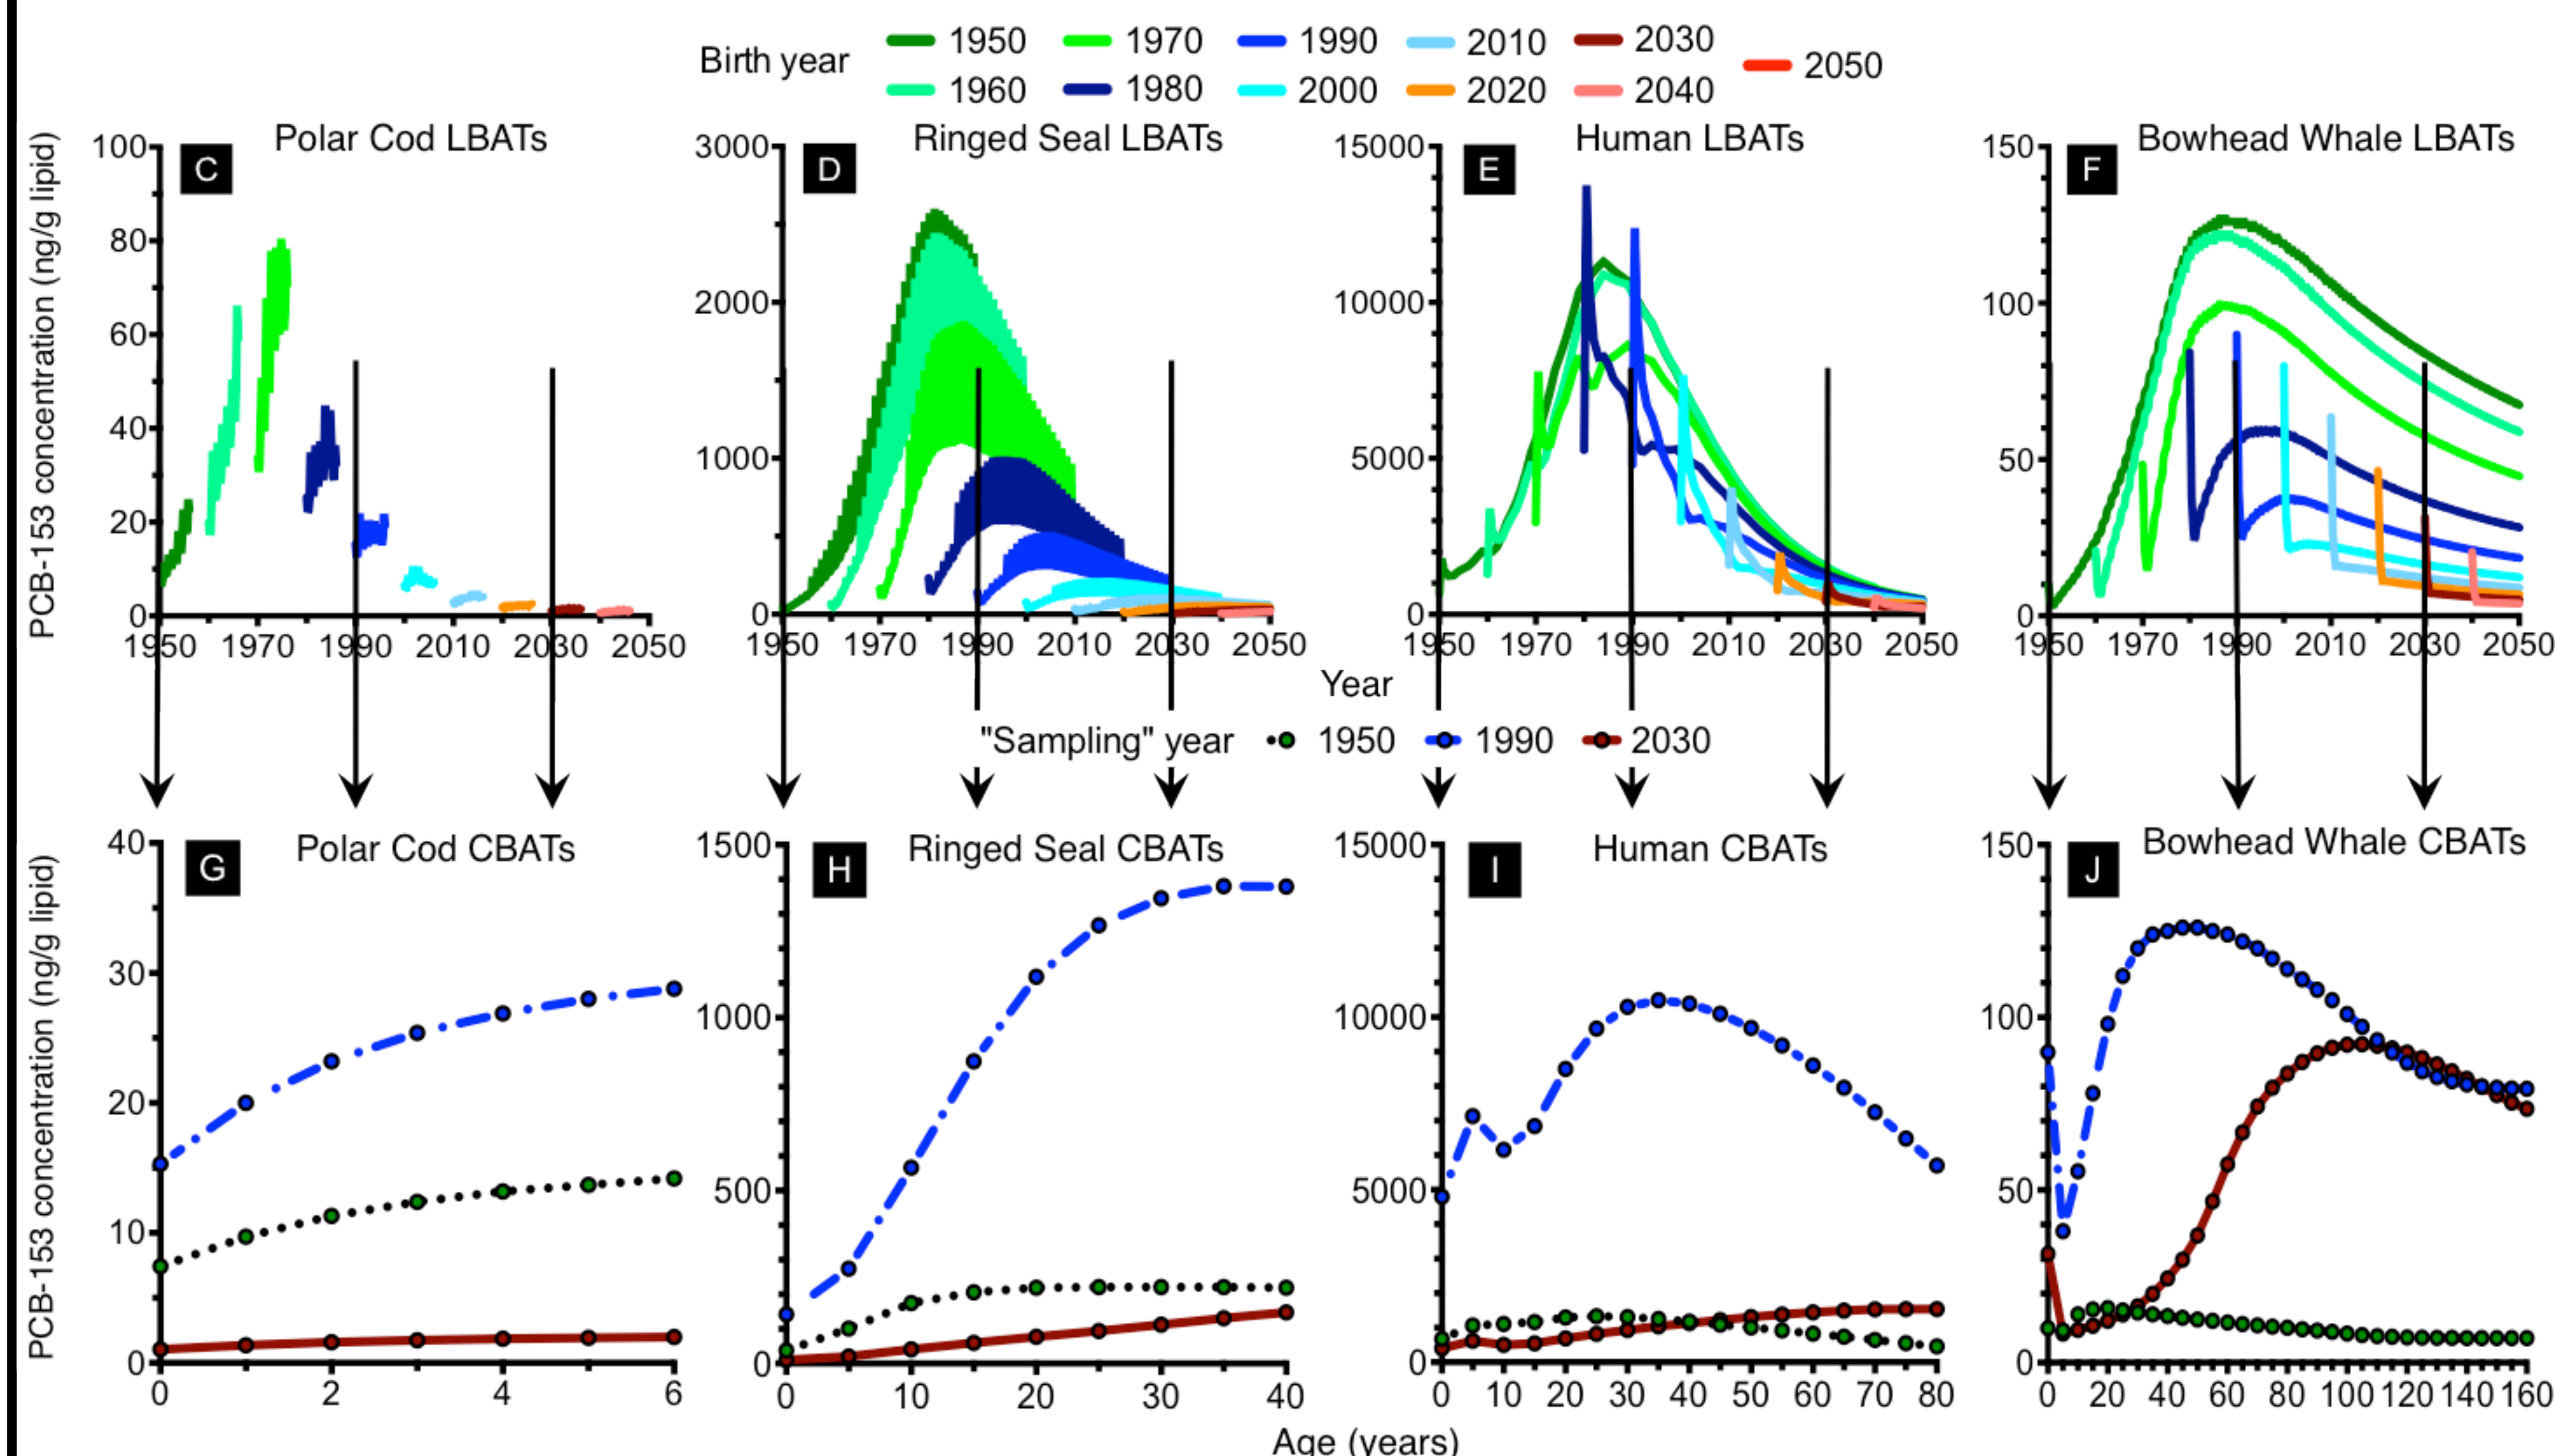 Birth year
1950 1970 1990 2010 2030 2050
1960 1980 2000 2020 2040
PCB-153 concentration (ng/g lipid)
C Polar Cod LBATs
100
80
60
40
20
0
1950 1970 1990 2010 2030 2050
D Ringed Seal LBATs
3000
2000
1000
0
1950 1970 1990 2010 2030 2050
E Human LBATs
15000
10000
5000
0
1950 1970 1990 2010 2030 2050
F Bowhead Whale LBATs
150
100
50
0
1950 1970 1990 2010 2030 2050
Year
"Sampling" year 1950 1990 2030
PCB-153 concentration (ng/g lipid)
G Polar Cod CBATs
40
30
20
10
0
0 2 4 6
H Ringed Seal CBATs
1500
1000
500
0
0 10 20 30 40
I Human CBATs
15000
10000
5000
0
0 10 20 30 40 50 60 70 80
J Bowhead Whale CBATs
150
100
50
0
0 20 40 60 80 100 120 140 160
Age (years)